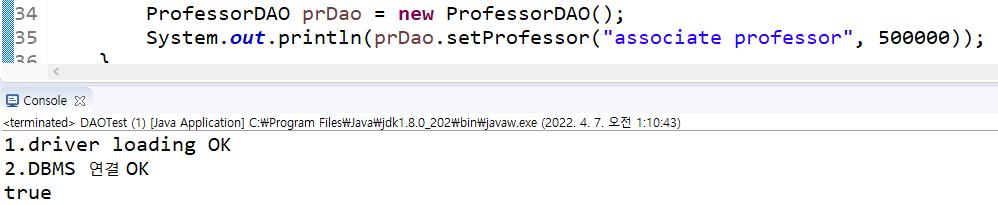 34 ProfessorDAO prDao = new ProfessorDAO();
35 System.out.println(prDao.setProfessor("associate professor", 500000));
36 }
<
Console
<terminated> DAOTest (1) [Java Application] C:₩Program Files₩Java₩jdk1.8.0_202₩bin₩javaw.exe (2022. 4. 7. 오전 1:10:43)
1.driver loading OK
2.DBMS 연결 OK
true